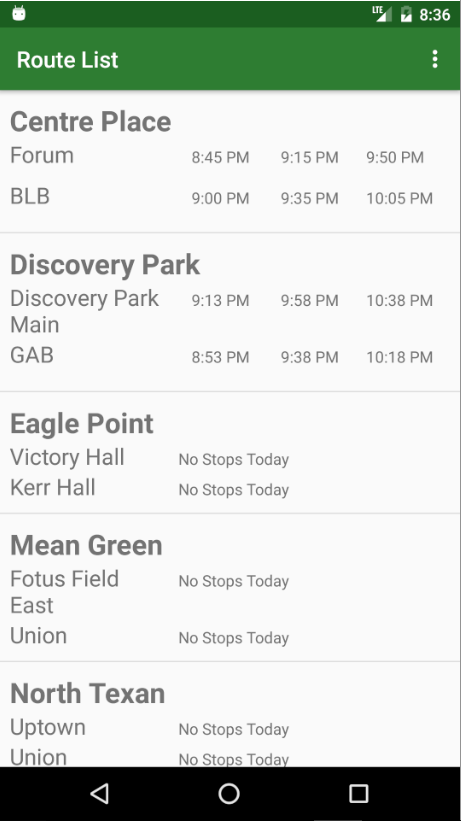 LTE 8:36
Route List
Centre Place
Forum 8:45 PM 9:15 PM 9:50 PM
BLB 9:00 PM 9:35 PM 10:05 PM
Discovery Park
Discovery Park 9:13 PM 9:58 PM 10:38 PM
Main
GAB 8:53 PM 9:38 PM 10:18 PM
Eagle Point
Victory Hall No Stops Today
Kerr Hall No Stops Today
Mean Green
Fotus Field No Stops Today
East
Union No Stops Today
North Texan
Uptown No Stops Today
Union No Stops Today